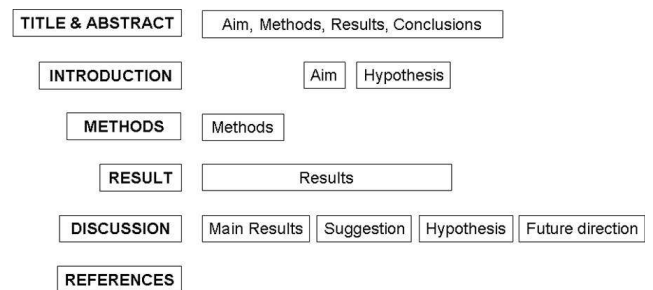 TITLE & ABSTRACT Aim, Methods, Results, Conclusions
INTRODUCTION Aim Hypothesis
METHODS Methods
RESULT Results
DISCUSSION Main Results Suggestion Hypothesis Future direction
REFERENCES